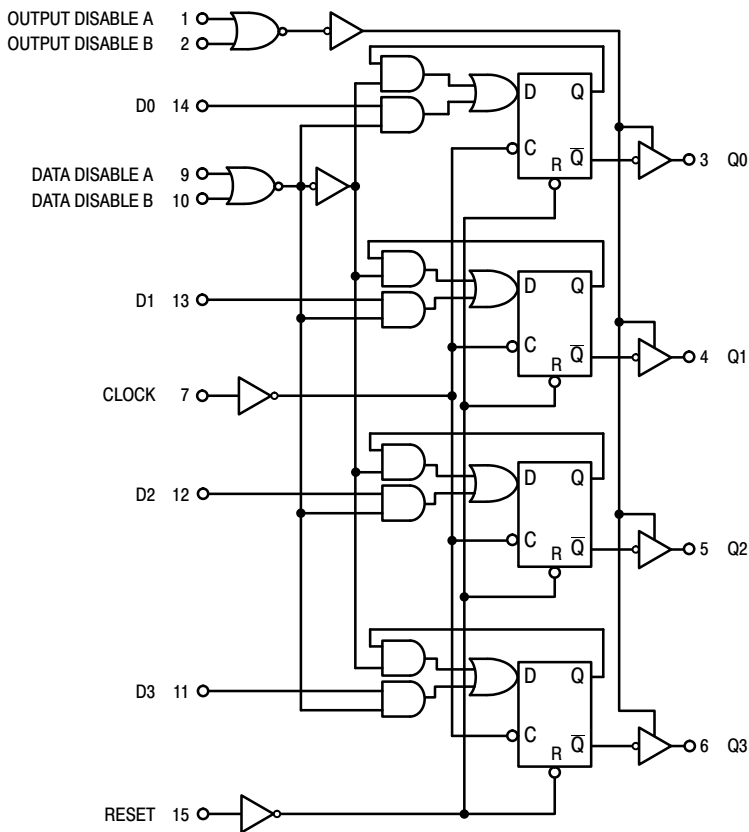 OUTPUT DISABLE A 1
OUTPUT DISABLE B 2
D Q
D0 14
C
Q̅ 3 Q0
R
DATA DISABLE A 9
DATA DISABLE B 10
D Q
D1 13
C
Q̅ 4 Q1
R
CLOCK 7
D Q
D2 12
C
Q̅ 5 Q2
R
D Q
D3 11
C
Q̅ 6 Q3
R
RESET 15